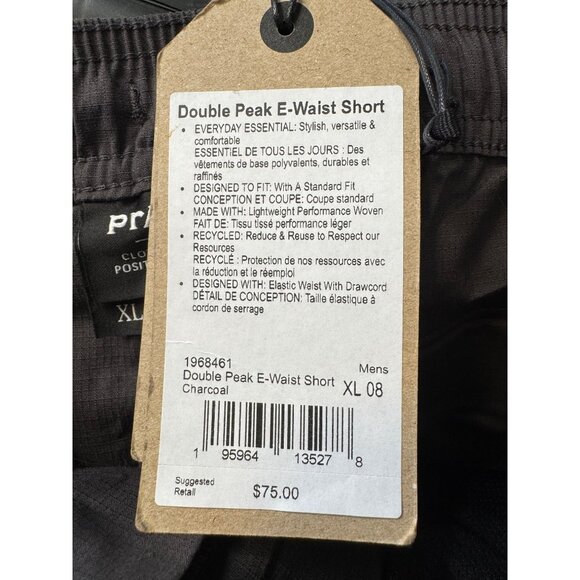 Double Peak E-Waist Short
• EVERYDAY ESSENTIAL: Stylish, versatile &
comfortable
ESSENTIEL DE TOUS LES JOURS : Des
vêtements de base polyvalents, durables et
raffinés
• DESIGNED TO FIT: With A Standard Fit
CONCEPTION ET COUPE: Coupe standard
• MADE WITH: Lightweight Performance Woven
FAIT DE: Tissu tissé performance léger
• RECYCLED: Reduce & Reuse to Respect our
Resources
RECYCLÉ : Protection de nos ressources avec
la réduction et le réemploi
• DESIGNED WITH: Elastic Waist With Drawcord
DÉTAIL DE CONCEPTION: Taille élastique à
cordon de serrage
1968461
Mens
Double Peak E-Waist Short
XL 08
Charcoal
1 95964 13527 8
Suggested
Retail
$75.00
XL